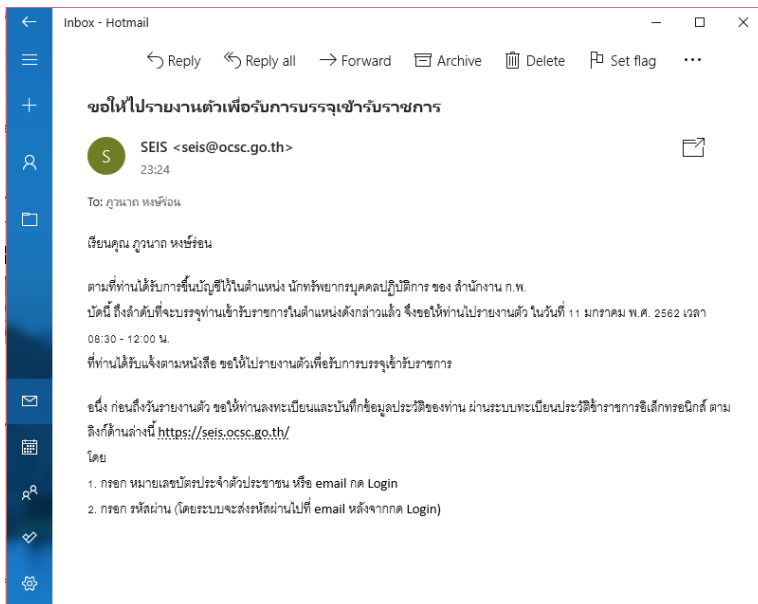 Inbox - Hotmail
Reply Reply all Forward Archive Delete Set flag
ขอให้ไปรายงานตัวเพื่อรับการบรรจุเข้ารับราชการ
S
SEIS <seis@ocsc.go.th>
23:24
To: ภูวนาถ หงษ์ร่อน
เรียนคุณ ภูวนาถ หงษ์ร่อน
ตามที่ท่านได้รับการขึ้นบัญชีไว้ในตำแหน่ง นักทรัพยากรบุคคลปฏิบัติการ ของ สำนักงาน ก.พ.
บัดนี้ ถึงลำดับที่จะบรรจุท่านเข้ารับราชการในตำแหน่งดังกล่าวแล้ว จึงขอให้ท่านไปรายงานตัว ในวันที่ 11 มกราคม พ.ศ. 2562 เวลา
08:30 - 12:00 น.
ที่ท่านได้รับแจ้งตามหนังสือ ขอให้ไปรายงานตัวเพื่อรับการบรรจุเข้ารับราชการ
อนึ่ง ก่อนถึงวันรายงานตัว ขอให้ท่านลงทะเบียนและบันทึกข้อมูลประวัติของท่าน ผ่านระบบทะเบียนประวัติข้าราชการอิเล็กทรอนิกส์ ตาม
ลิงก์ด้านล่างนี้ https://seis.ocsc.go.th/
โดย
1. กรอก หมายเลขบัตรประจำตัวประชาชน หรือ email กด Login
2. กรอก รหัสผ่าน (โดยระบบจะส่งรหัสผ่านไปที่ email หลังจากกด Login)